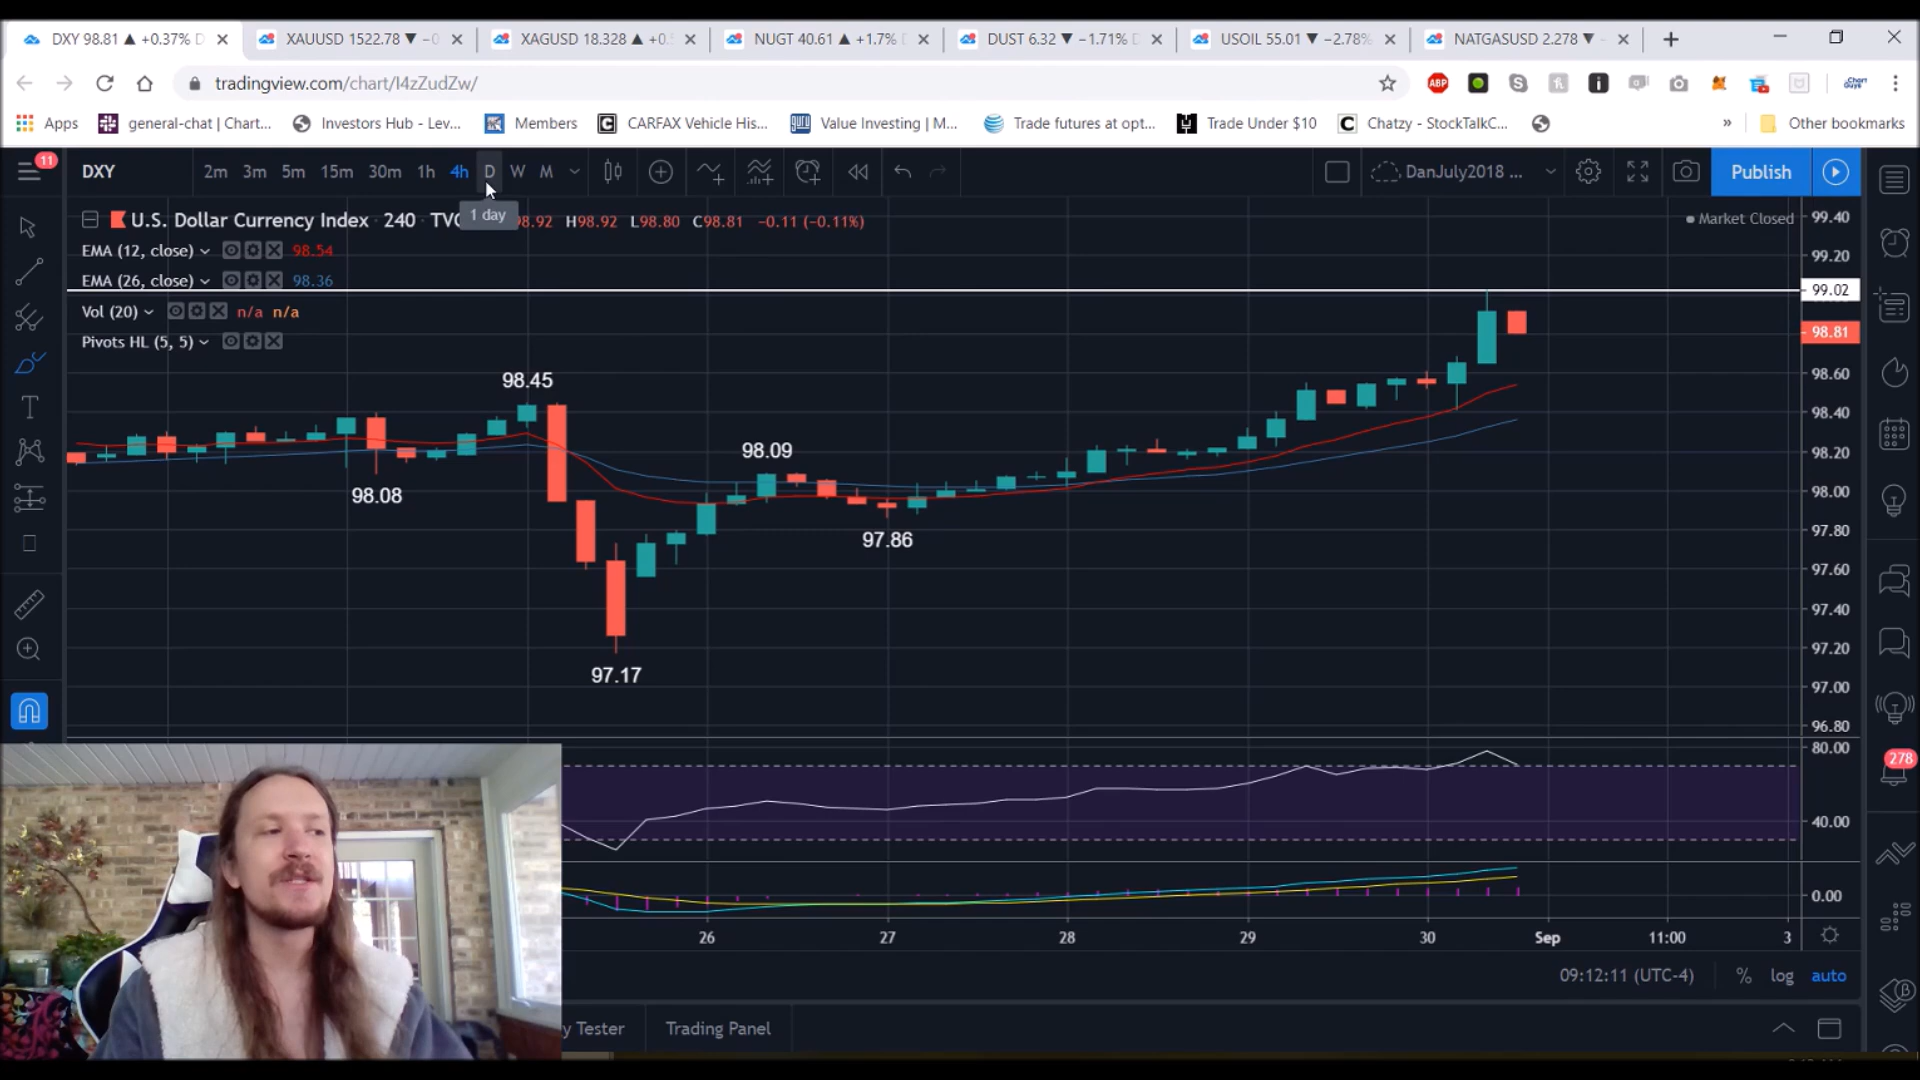 DXY 98.81 ▲ +0.37% D
XAUUSD 1522.78 ▼ −0
XAGUSD 18.328 ▲ +0.
NUGT 40.61 ▲ +1.7%
DUST 6.32 ▼ −1.71%
USOIL 55.01 ▼ −2.78%
NATGASUSD 2.278 ▼
tradingview.com/chart/I4zZudZw/
ABP
Apps
general-chat | Chart...
Investors Hub - Lev...
Members
CARFAX Vehicle His...
guru
Value Investing | M...
Trade futures at opt...
Trade Under $10
Chatzy - StockTalkC...
»
Other bookmarks
11
DXY
2m 3m 5m 15m 30m 1h 4h D W M
DanJuly2018 ...
Publish
1 day
U.S. Dollar Currency Index · 240 · TVC
98.92 H98.92 L98.80 C98.81 −0.11 (−0.11%)
Market Closed
EMA (12, close) 98.54
EMA (26, close) 98.36
Vol (20) n/a n/a
Pivots HL (5, 5)
99.40
99.20
99.02
98.81
98.60
98.40
98.20
98.00
97.80
97.60
97.40
97.20
97.00
96.80
98.45
98.09
98.08
97.86
97.17
80.00
40.00
0.00
278
26 27 28 29 30 Sep 11:00 3
09:12:11 (UTC-4) % log auto
y Tester
Trading Panel